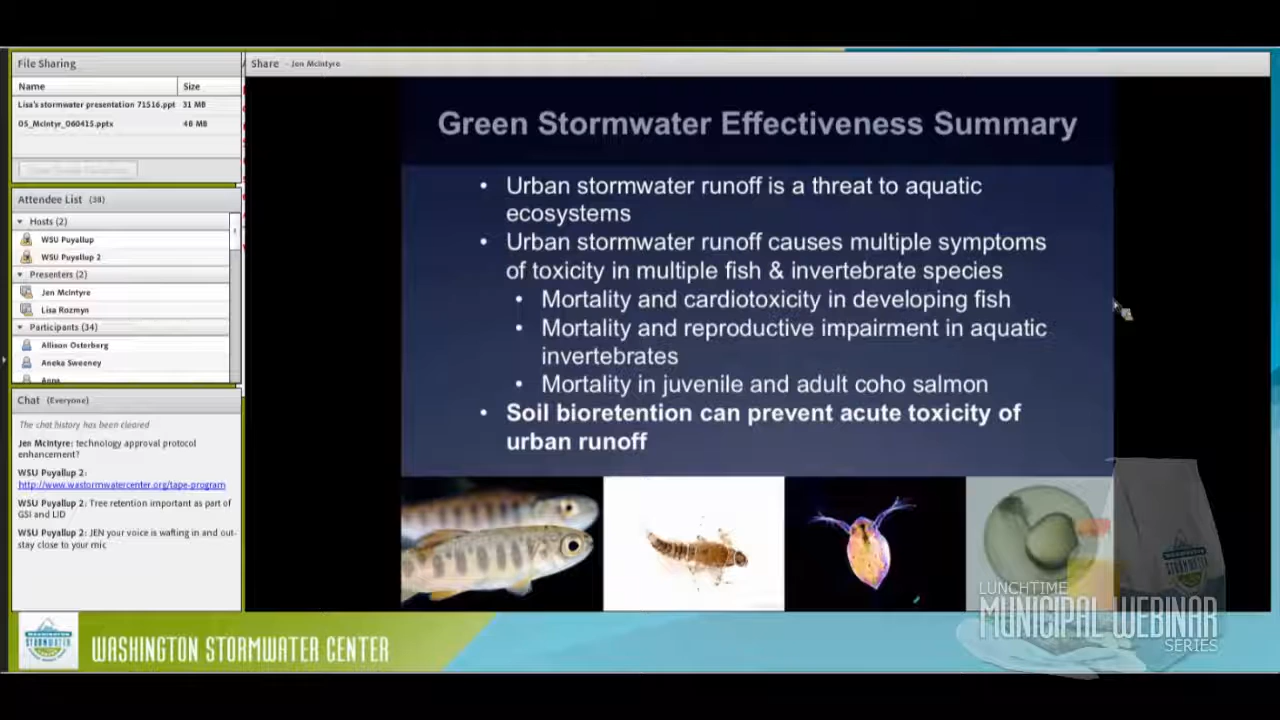 File Sharing
Name Size
Lisa's stormwater presentation 71516.ppt 31 MB
05_McIntyr_060415.pptx 48 MB
Attendee List (38)
Hosts (2)
WSU Puyallup
WSU Puyallup 2
Presenters (2)
Jen McIntyre
Lisa Rozmyn
Participants (34)
Allison Osterberg
Aneka Sweeney
Anna
Chat (Everyone)
The chat history has been cleared
Jen McIntyre: technology approval protocol
enhancement?
WSU Puyallup 2:
http://www.wastormwatercenter.org/tape-program
WSU Puyallup 2: Tree retention important as part of
GSI and LID
WSU Puyallup 2: JEN your voice is wafting in and out-
stay close to your mic
Share - Jen McIntyre
Green Stormwater Effectiveness Summary
• Urban stormwater runoff is a threat to aquatic
ecosystems
• Urban stormwater runoff causes multiple symptoms
of toxicity in multiple fish & invertebrate species
• Mortality and cardiotoxicity in developing fish
• Mortality and reproductive impairment in aquatic
invertebrates
• Mortality in juvenile and adult coho salmon
• Soil bioretention can prevent acute toxicity of
urban runoff
WASHINGTON STORMWATER CENTER
LUNCHTIME
MUNICIPAL WEBINAR
SERIES